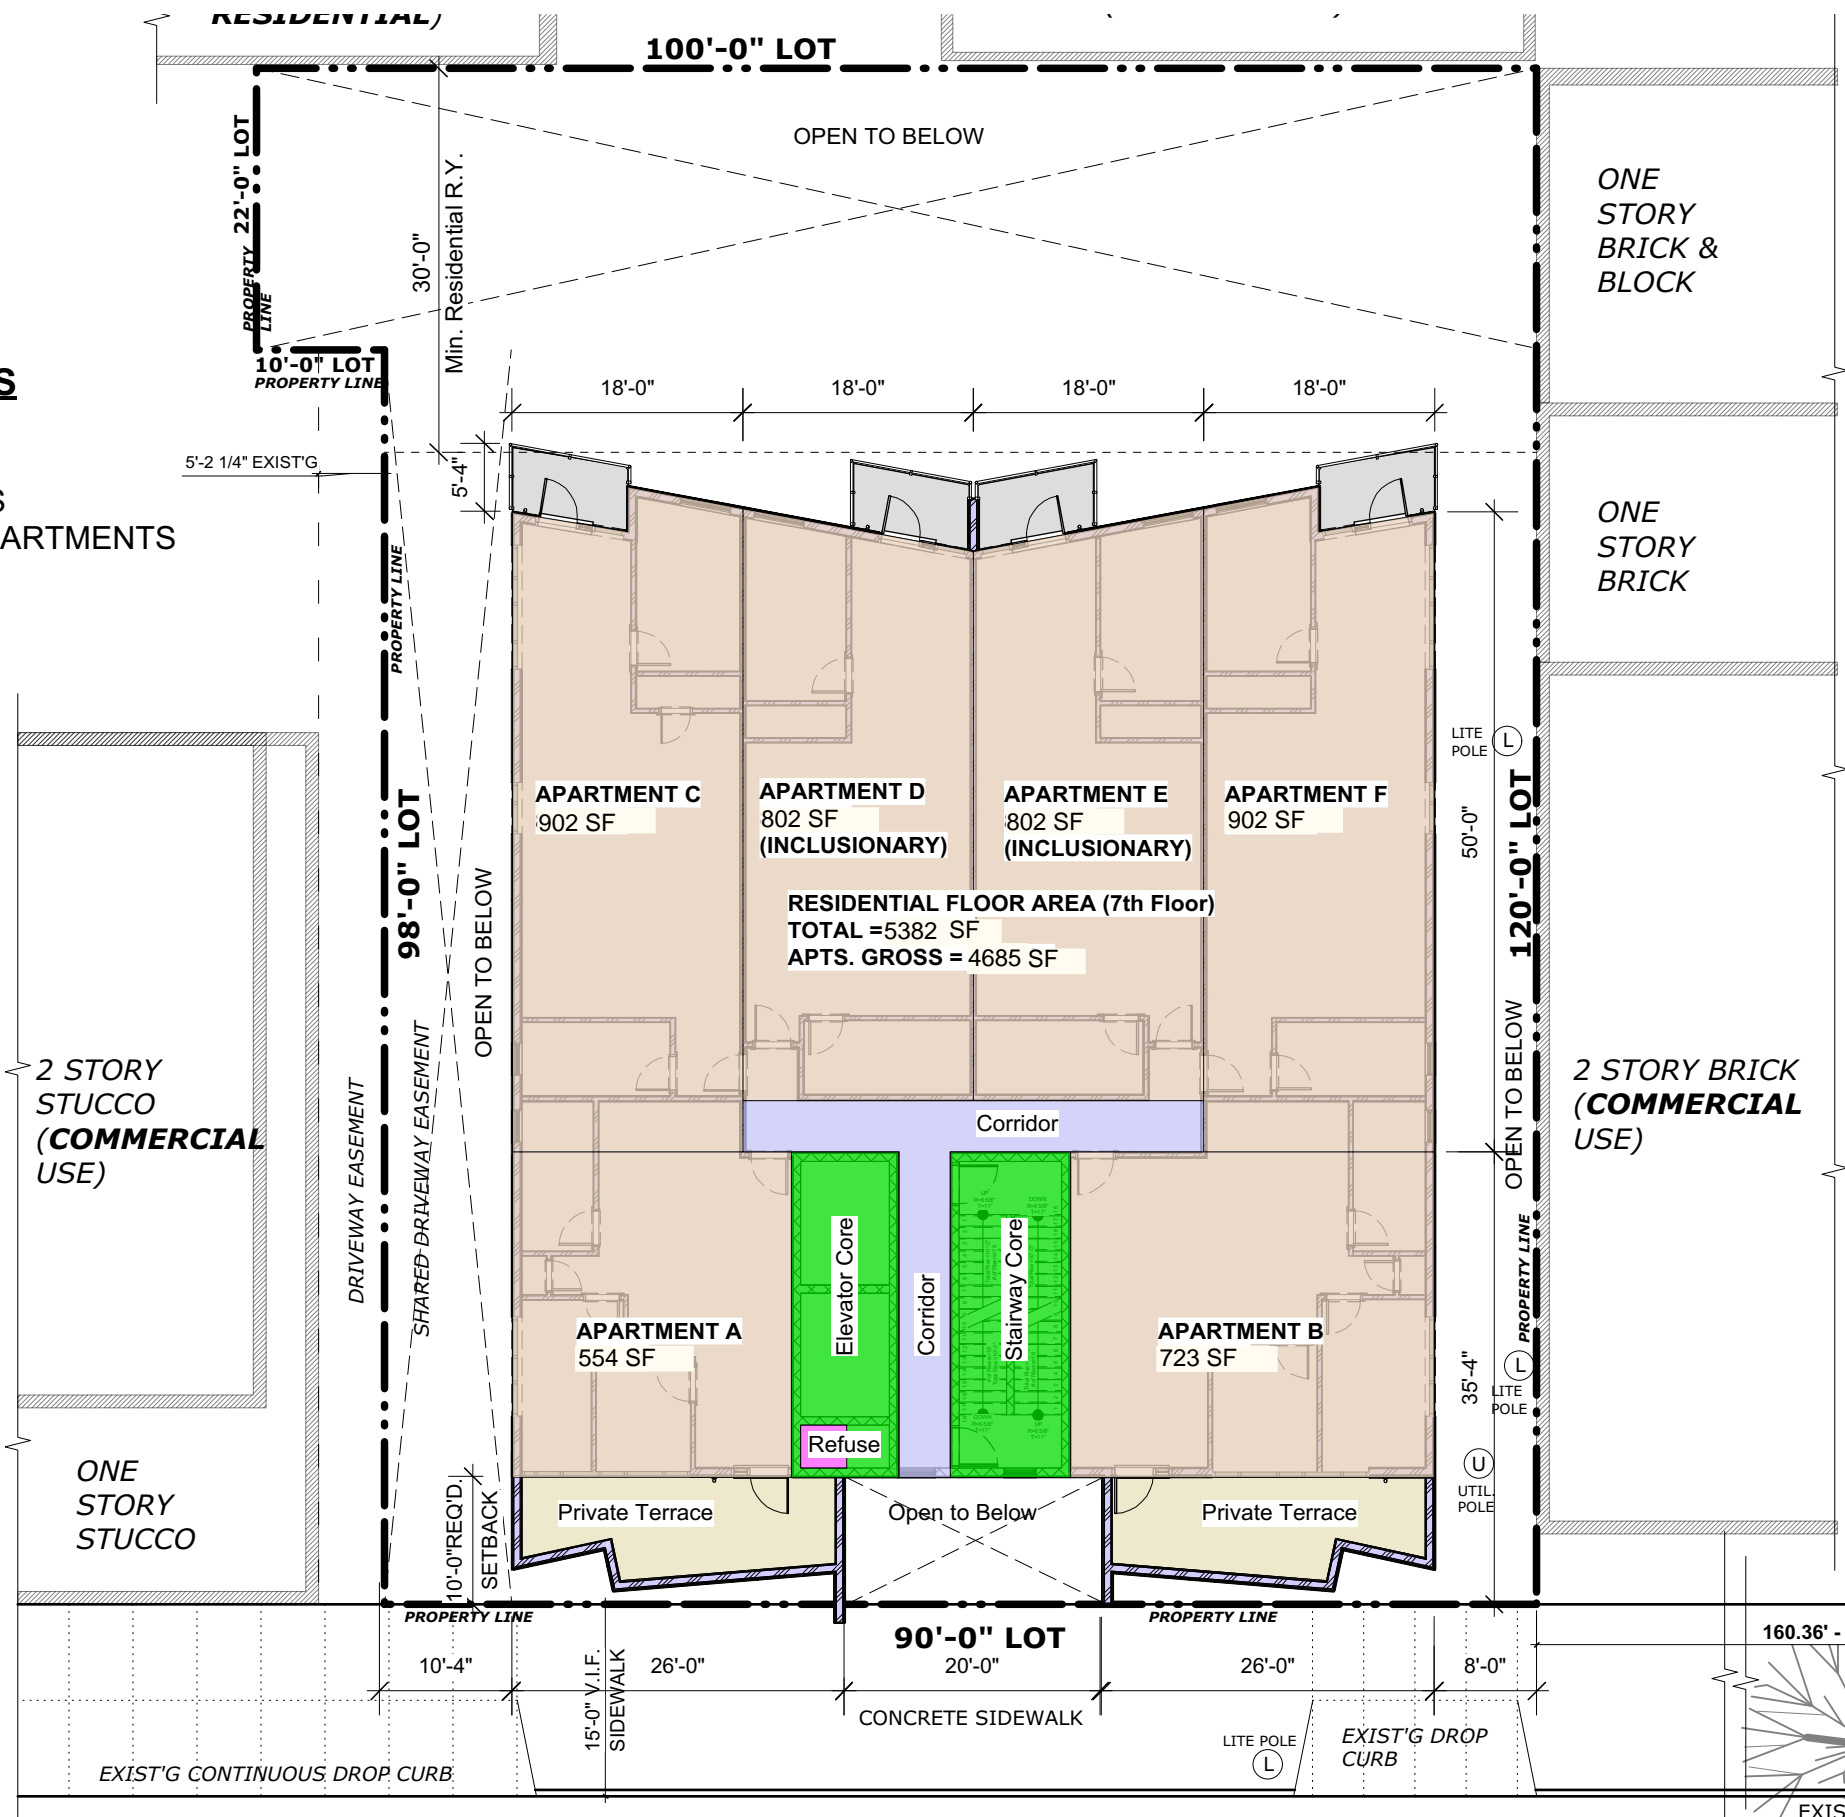 RESIDENTIAL)
100'-0" LOT
OPEN TO BELOW
22'-0" LOT
PROPERTY
LINE
30'-0"
Min. Residential R.Y.
10'-0" LOT
PROPERTY LINE
ONE
STORY
BRICK &
BLOCK
S
18'-0"
18'-0"
18'-0"
18'-0"
5'-2 1/4" EXIST'G
5'-4"
S
ARTMENTS
PROPERTY LINE
ONE
STORY
BRICK
LITE
POLE
L
APARTMENT C
902 SF
APARTMENT D
802 SF
(INCLUSIONARY)
APARTMENT E
802 SF
(INCLUSIONARY)
APARTMENT F
902 SF
50'-0"
120'-0" LOT
98'-0" LOT
OPEN TO BELOW
RESIDENTIAL FLOOR AREA (7th Floor)
TOTAL =5382 SF
APTS. GROSS = 4685 SF
2 STORY
STUCCO
(COMMERCIAL
USE)
DRIVEWAY EASEMENT
SHARED DRIVEWAY EASEMENT
Corridor
OPEN TO BELOW
2 STORY BRICK
(COMMERCIAL
USE)
Elevator Core
Corridor
Stairway Core
UP
DOWN
DOWN
UP
PROPERTY LINE
APARTMENT A
554 SF
APARTMENT B
723 SF
35'-4"
L
LITE
POLE
Refuse
ONE
STORY
STUCCO
10'-0"REQ'D.
SETBACK
U
UTIL.
POLE
Private Terrace
Open to Below
Private Terrace
PROPERTY LINE
PROPERTY LINE
90'-0" LOT
160.36' -
10'-4"
15'-0" V.I.F.
SIDEWALK
26'-0"
20'-0"
26'-0"
8'-0"
CONCRETE SIDEWALK
LITE POLE
L
EXIST'G DROP
CURB
EXIST'G CONTINUOUS DROP CURB
EXIS